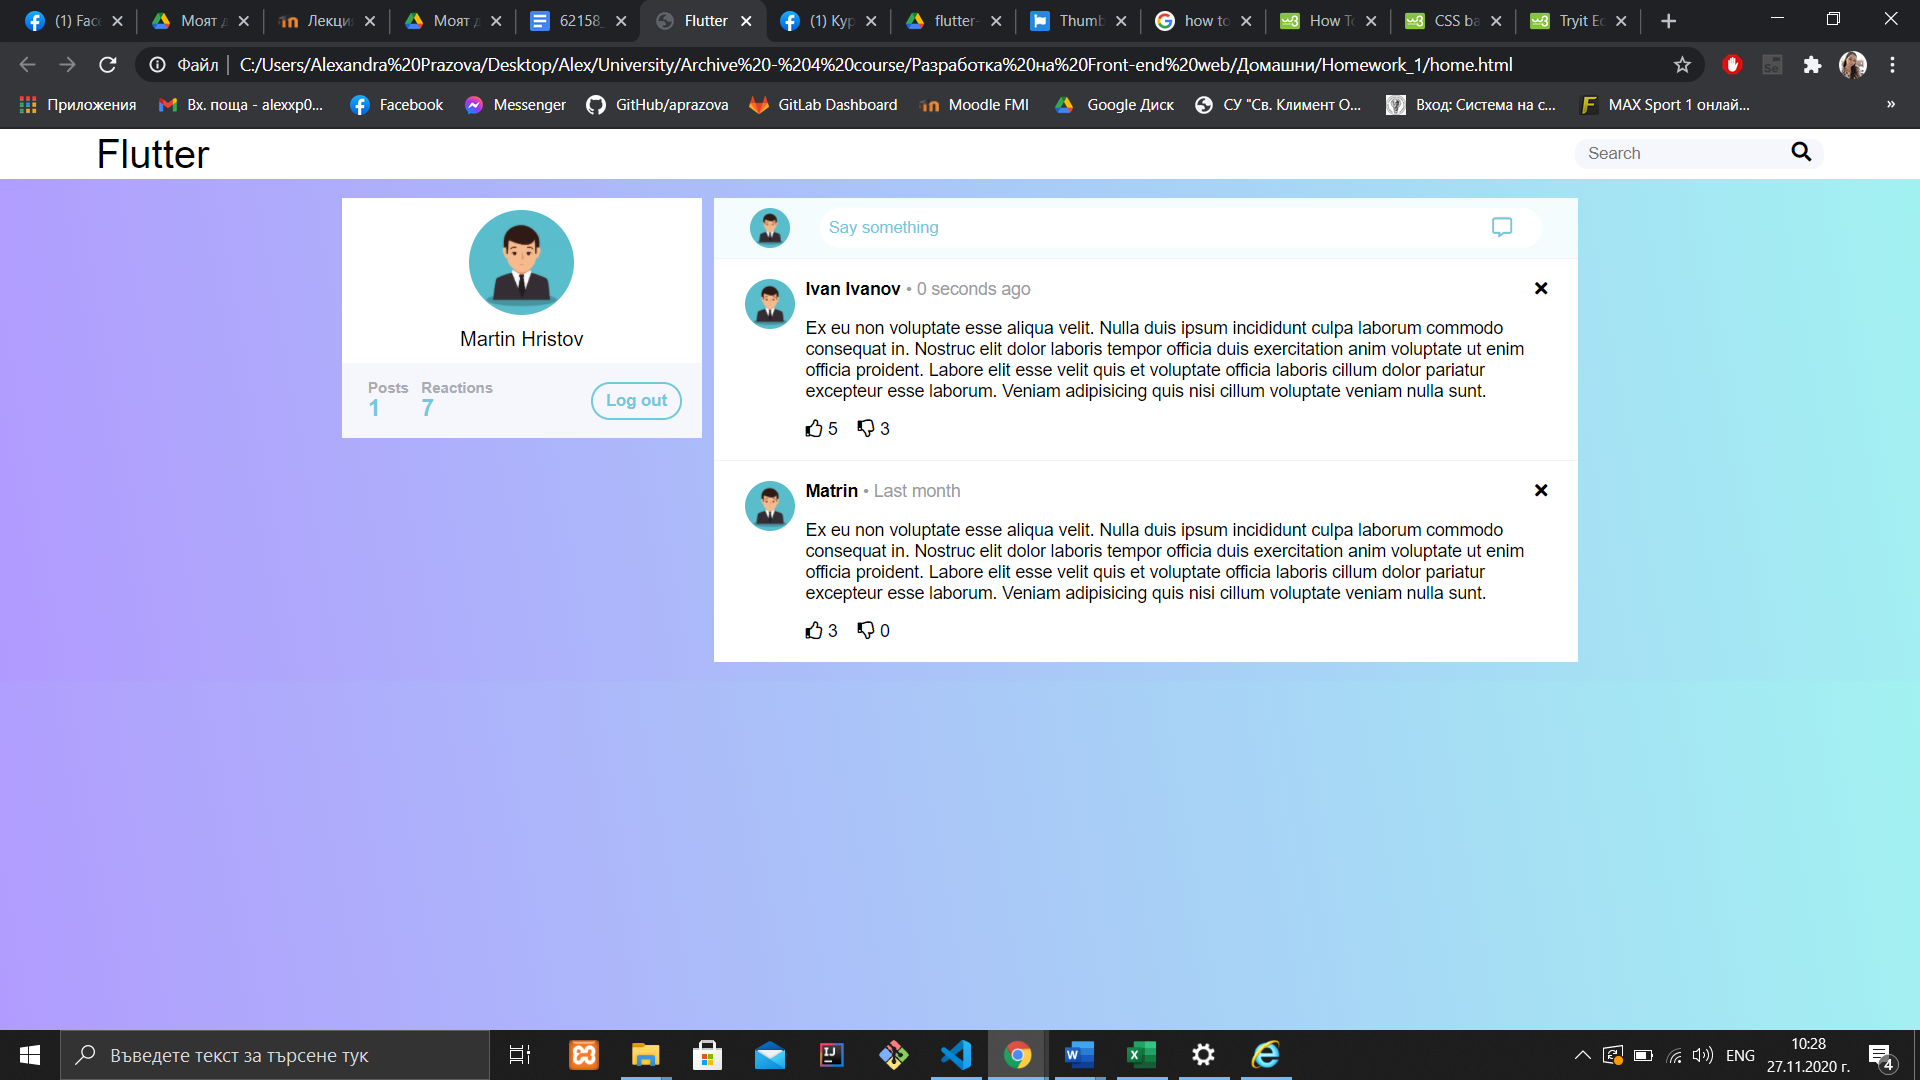 (1) Face
Моят д
Лекци
Моят д
62158_
Flutter
(1) Кур
flutter-
Thumb
how to
How To
CSS ba
Tryit Ec
Файл
C:/Users/Alexandra%20Prazova/Desktop/Alex/University/Archive%20-%204%20course/Разработка%20на%20Front-end%20web/Домашни/Homework_1/home.html
Приложения
Вх. поща - alexxp0...
Facebook
Messenger
GitHub/aprazova
GitLab Dashboard
Moodle FMI
Google Диск
СУ "Св. Климент О...
Вход: Система на с...
MAX Sport 1 онлай...
»
Flutter
Search
Martin Hristov
Posts Reactions
1 7
Log out
Say something
Ivan Ivanov • 0 seconds ago
Ex eu non voluptate esse aliqua velit. Nulla duis ipsum incididunt culpa laborum commodo
consequat in. Nostruc elit dolor laboris tempor officia duis exercitation anim voluptate ut enim
officia proident. Labore elit esse velit quis et voluptate officia laboris cillum dolor pariatur
excepteur esse laborum. Veniam adipisicing quis nisi cillum voluptate veniam nulla sunt.
5 3
Matrin • Last month
Ex eu non voluptate esse aliqua velit. Nulla duis ipsum incididunt culpa laborum commodo
consequat in. Nostruc elit dolor laboris tempor officia duis exercitation anim voluptate ut enim
officia proident. Labore elit esse velit quis et voluptate officia laboris cillum dolor pariatur
excepteur esse laborum. Veniam adipisicing quis nisi cillum voluptate veniam nulla sunt.
3 0
Въведете текст за търсене тук
ENG
10:28
27.11.2020 г.
4